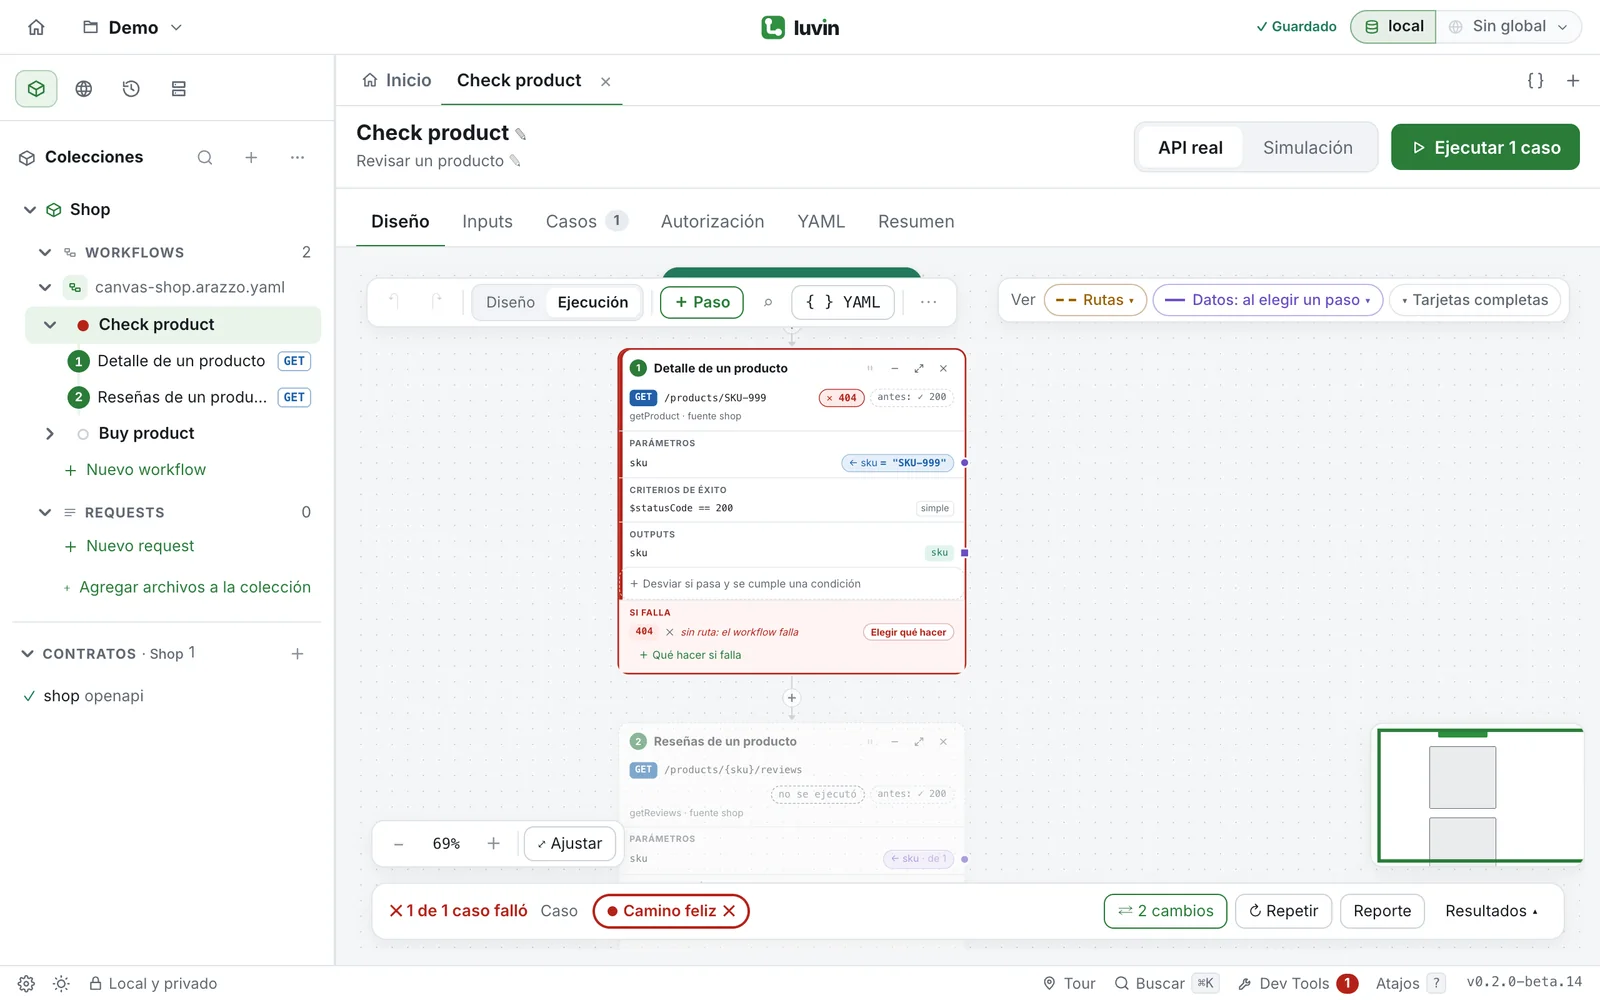 Demo
luvin
✓ Guardado
local
Sin global
Inicio
Check product
{ }
Colecciones
Shop
WORKFLOWS 2
canvas-shop.arazzo.yaml
Check product
1 Detalle de un producto GET
2 Reseñas de un produ... GET
Buy product
+ Nuevo workflow
REQUESTS 0
+ Nuevo request
+ Agregar archivos a la colección
CONTRATOS · Shop 1
✓ shop openapi
Check product
Revisar un producto
API real
Simulación
Ejecutar 1 caso
Diseño
Inputs
Casos 1
Autorización
YAML
Resumen
Diseño
Ejecución
+ Paso
{ } YAML
Ver
Rutas
Datos: al elegir un paso
Tarjetas completas
1 Detalle de un producto
GET /products/SKU-999
× 404
antes: ✓ 200
getProduct · fuente shop
PARÁMETROS
sku
← sku = "SKU-999"
CRITERIOS DE ÉXITO
$statusCode == 200
simple
OUTPUTS
sku
sku
+ Desviar si pasa y se cumple una condición
SI FALLA
404 × sin ruta: el workflow falla
Elegir qué hacer
+ Qué hacer si falla
2 Reseñas de un producto
GET /products/{sku}/reviews
no se ejecutó
antes: ✓ 200
getReviews · fuente shop
PARÁMETROS
sku
← sku · de 1
− 69% +
Ajustar
× 1 de 1 caso falló
Caso
Camino feliz ×
2 cambios
Repetir
Reporte
Resultados
Local y privado
Tour
Buscar ⌘K
Dev Tools 1
Atajos ?
v0.2.0-beta.14